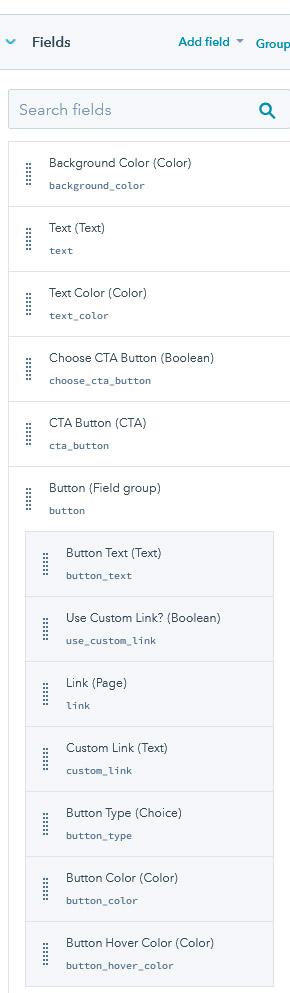 Fields
Add field
Group
Search fields
Background Color (Color)
background_color
Text (Text)
text
Text Color (Color)
text_color
Choose CTA Button (Boolean)
choose_cta_button
CTA Button (CTA)
cta_button
Button (Field group)
button
Button Text (Text)
button_text
Use Custom Link? (Boolean)
use_custom_link
Link (Page)
link
Custom Link (Text)
custom_link
Button Type (Choice)
button_type
Button Color (Color)
button_color
Button Hover Color (Color)
button_hover_color